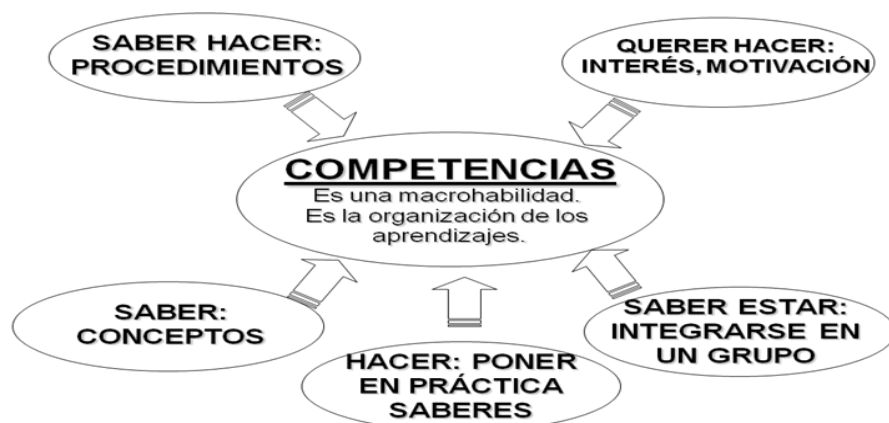 SABER HACER:
PROCEDIMIENTOS
QUERER HACER:
INTERÉS, MOTIVACIÓN
COMPETENCIAS
Es una macrohabilidad.
Es la organización de los
aprendizajes.
SABER:
CONCEPTOS
HACER: PONER
EN PRÁCTICA
SABERES
SABER ESTAR:
INTEGRARSE EN
UN GRUPO